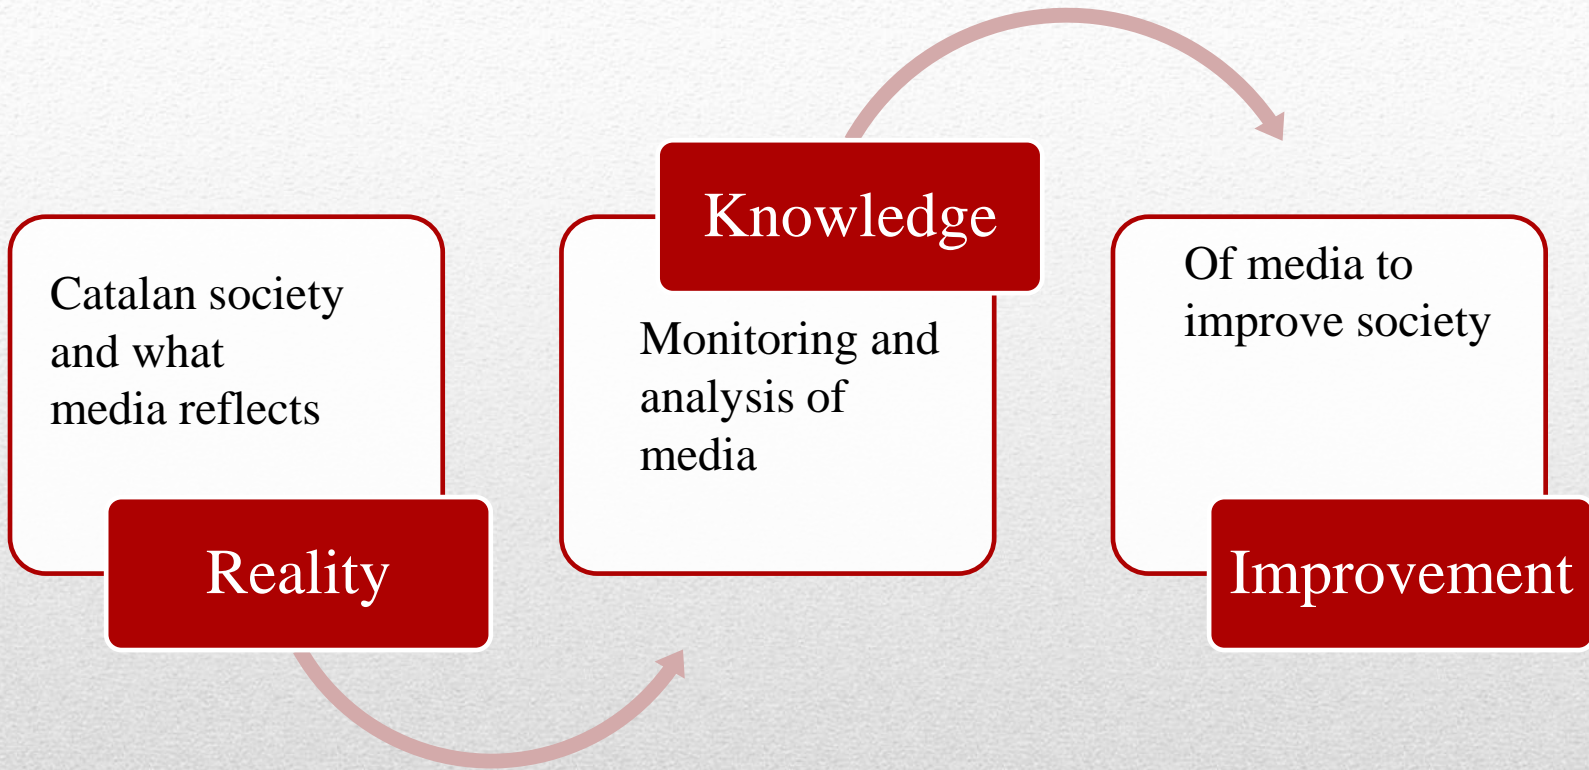 Catalan society
and what
media reflects
Reality
Knowledge
Monitoring and
analysis of
media
Of media to
improve society
Improvement